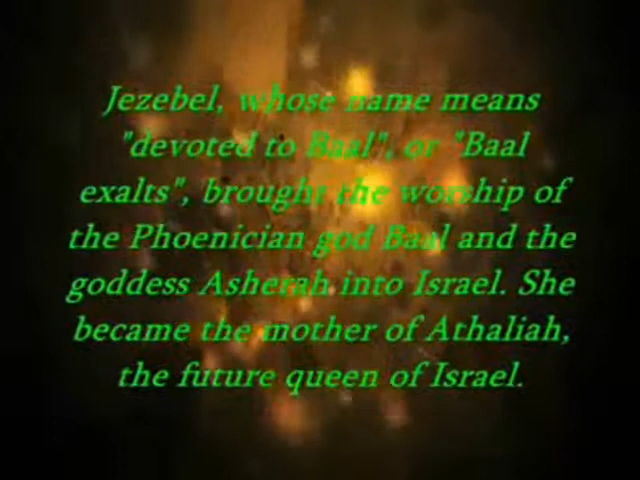 Jezebel, whose name means
"devoted to Baal", or "Baal
exalts", brought the worship of
the Phoenician god Baal and the
goddess Asherah into Israel. She
became the mother of Athaliah,
the future queen of Israel.